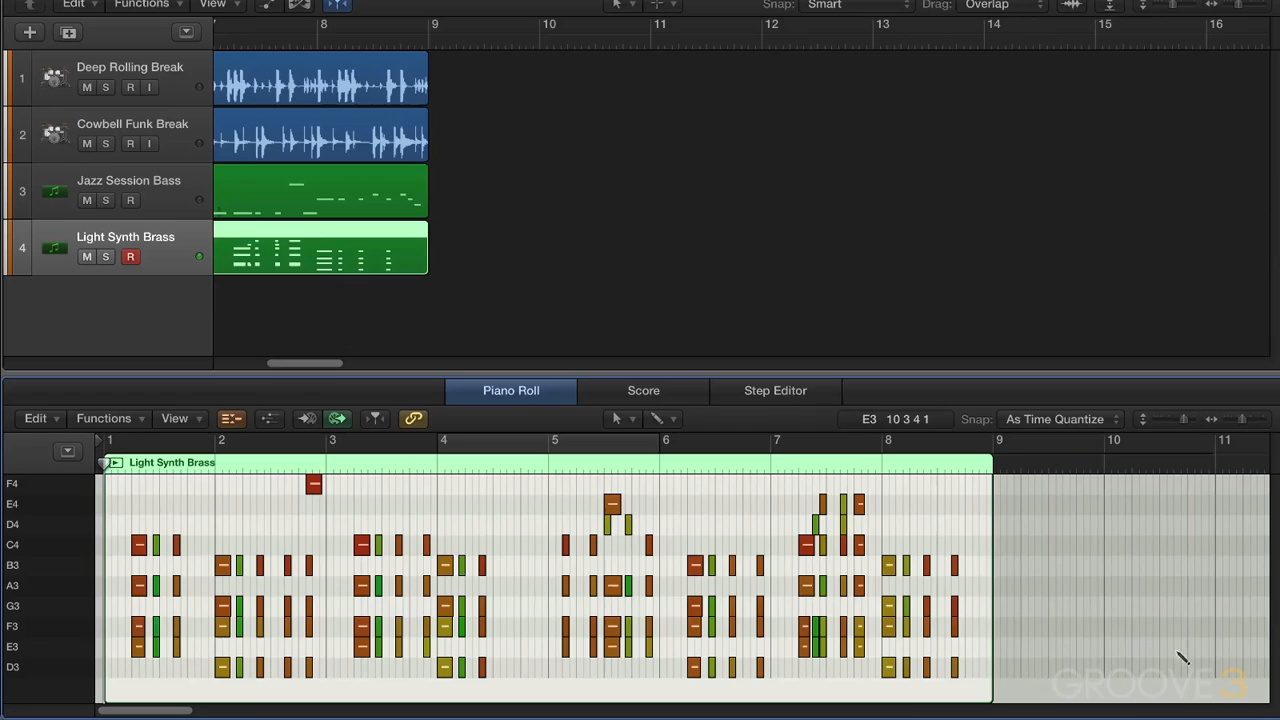 Edit Functions View Snap: Smart Drag: Overlap
8 9 10 11 12 13 14 15 16
1 Deep Rolling Break
M S R I
2 Cowbell Funk Break
M S R I
3 Jazz Session Bass
M S R
4 Light Synth Brass
M S R
Piano Roll Score Step Editor
Edit Functions View E3 10 3 4 1 Snap: As Time Quantize
1 2 3 4 5 6 7 8 9 10 11
Light Synth Brass
F4
E4
D4
C4
B3
A3
G3
F3
E3
D3
GROOVE3